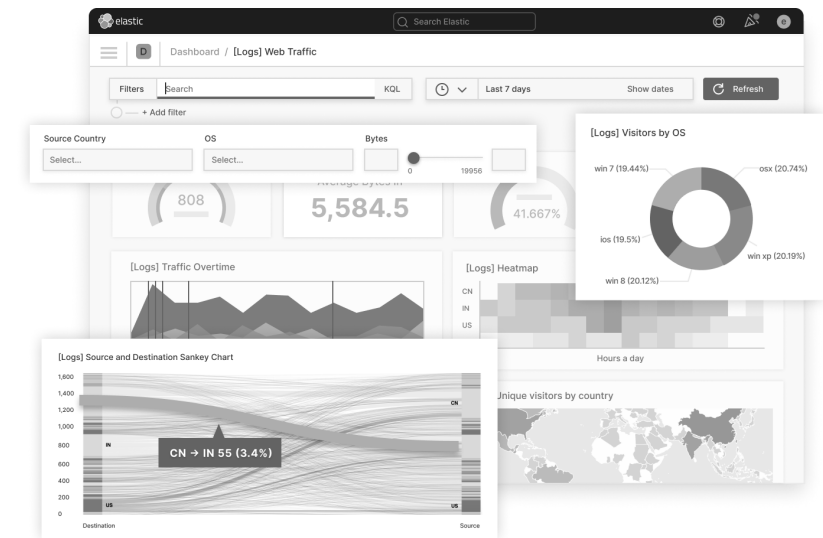 elastic
Search Elastic
e
D
Dashboard / [Logs] Web Traffic
Filters
Search
KQL
Last 7 days
Show dates
Refresh
+ Add filter
Source Country
OS
Bytes
Select...
Select...
0
19956
[Logs] Visitors by OS
win 7 (19.44%)
osx (20.74%)
ios (19.5%)
win xp (20.19%)
win 8 (20.12%)
808
Average Bytes in
5,584.5
41.667%
[Logs] Traffic Overtime
[Logs] Heatmap
CN
IN
US
Hours a day
Unique visitors by country
[Logs] Source and Destination Sankey Chart
1,600
1,400
1,200
1,000
800
600
400
200
0
CN
IN
CN → IN 55 (3.4%)
US
US
Destination
Source